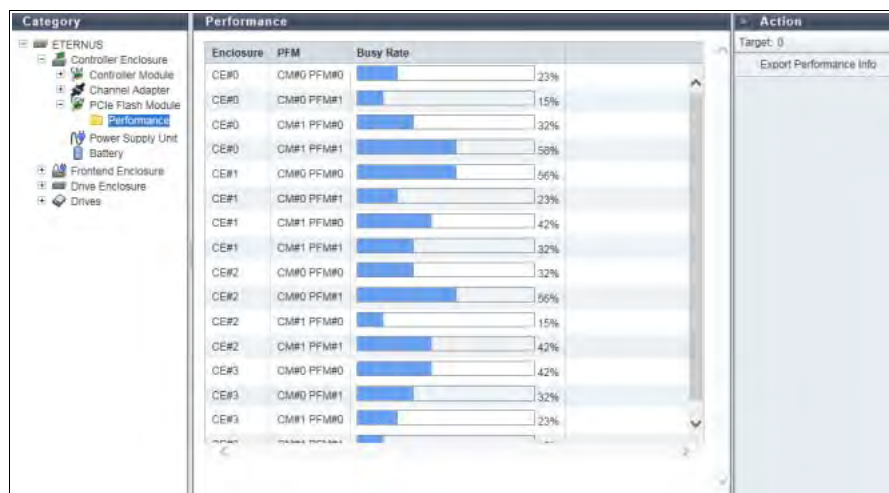 Category
ETERNUS
Controller Enclosure
Controller Module
Channel Adapter
PCIe Flash Module
Performance
Power Supply Unit
Battery
Frontend Enclosure
Drive Enclosure
Drives
Performance
Enclosure PFM Busy Rate
CE#0 CM#0 PFM#0 23%
CE#0 CM#0 PFM#1 15%
CE#0 CM#1 PFM#0 32%
CE#0 CM#1 PFM#1 58%
CE#1 CM#0 PFM#0 56%
CE#1 CM#0 PFM#1 23%
CE#1 CM#1 PFM#0 42%
CE#1 CM#1 PFM#1 32%
CE#2 CM#0 PFM#0 32%
CE#2 CM#0 PFM#1 56%
CE#2 CM#1 PFM#0 15%
CE#2 CM#1 PFM#1 42%
CE#3 CM#0 PFM#0 42%
CE#3 CM#0 PFM#1 32%
CE#3 CM#1 PFM#0 23%
Action
Target: 0
Export Performance Info